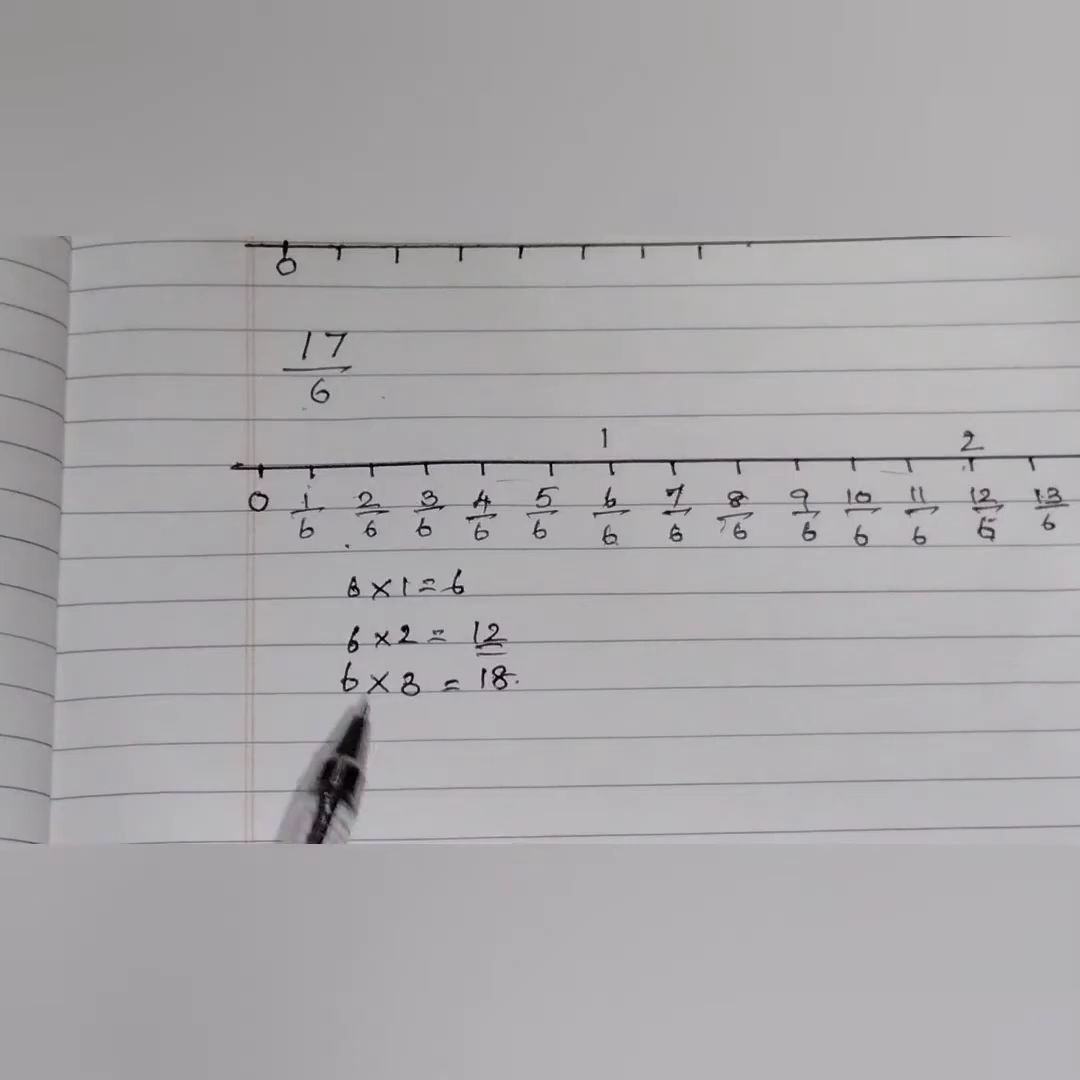 0
17/6
1 2
0 1/6 2/6 3/6 4/6 5/6 6/6 7/6 8/6 9/6 10/6 11/6 12/6 13/6
6 × 1 = 6
6 × 2 = 12
6 × 3 = 18.